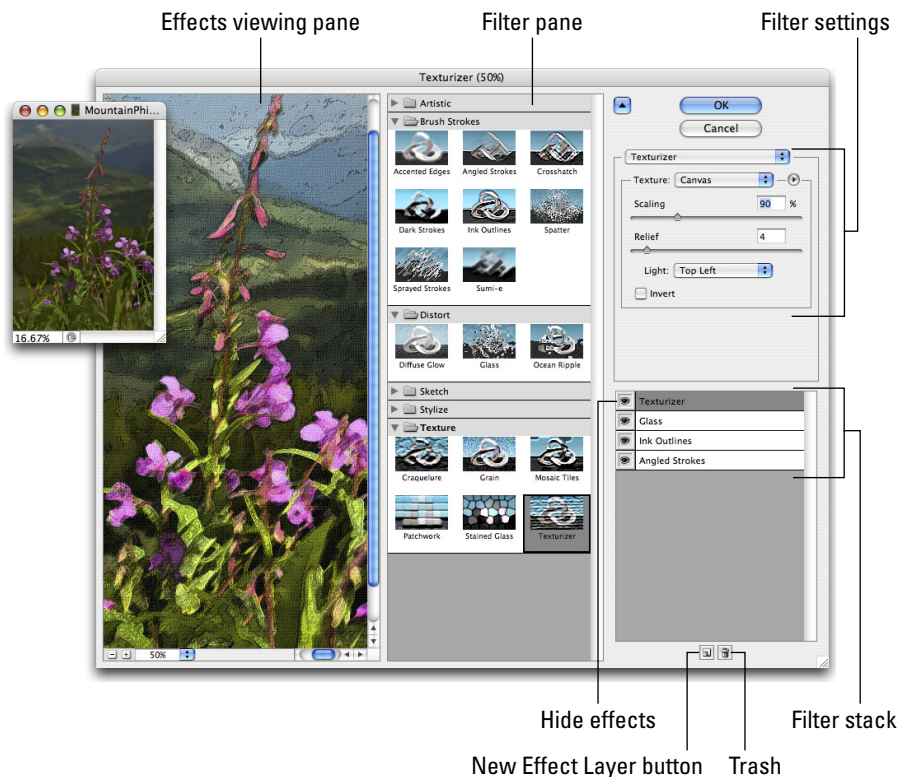 Effects viewing pane
Filter pane
Filter settings
Texturizer (50%)
MountainPhi...
16.67%
Artistic
Brush Strokes
Accented Edges
Angled Strokes
Crosshatch
Dark Strokes
Ink Outlines
Spatter
Sprayed Strokes
Sumi-e
Distort
Diffuse Glow
Glass
Ocean Ripple
Sketch
Stylize
Texture
Craquelure
Grain
Mosaic Tiles
Patchwork
Stained Glass
Texturizer
50%
OK
Cancel
Texturizer
Texture: Canvas
Scaling 90 %
Relief 4
Light: Top Left
Invert
Texturizer
Glass
Ink Outlines
Angled Strokes
Hide effects
Filter stack
New Effect Layer button
Trash